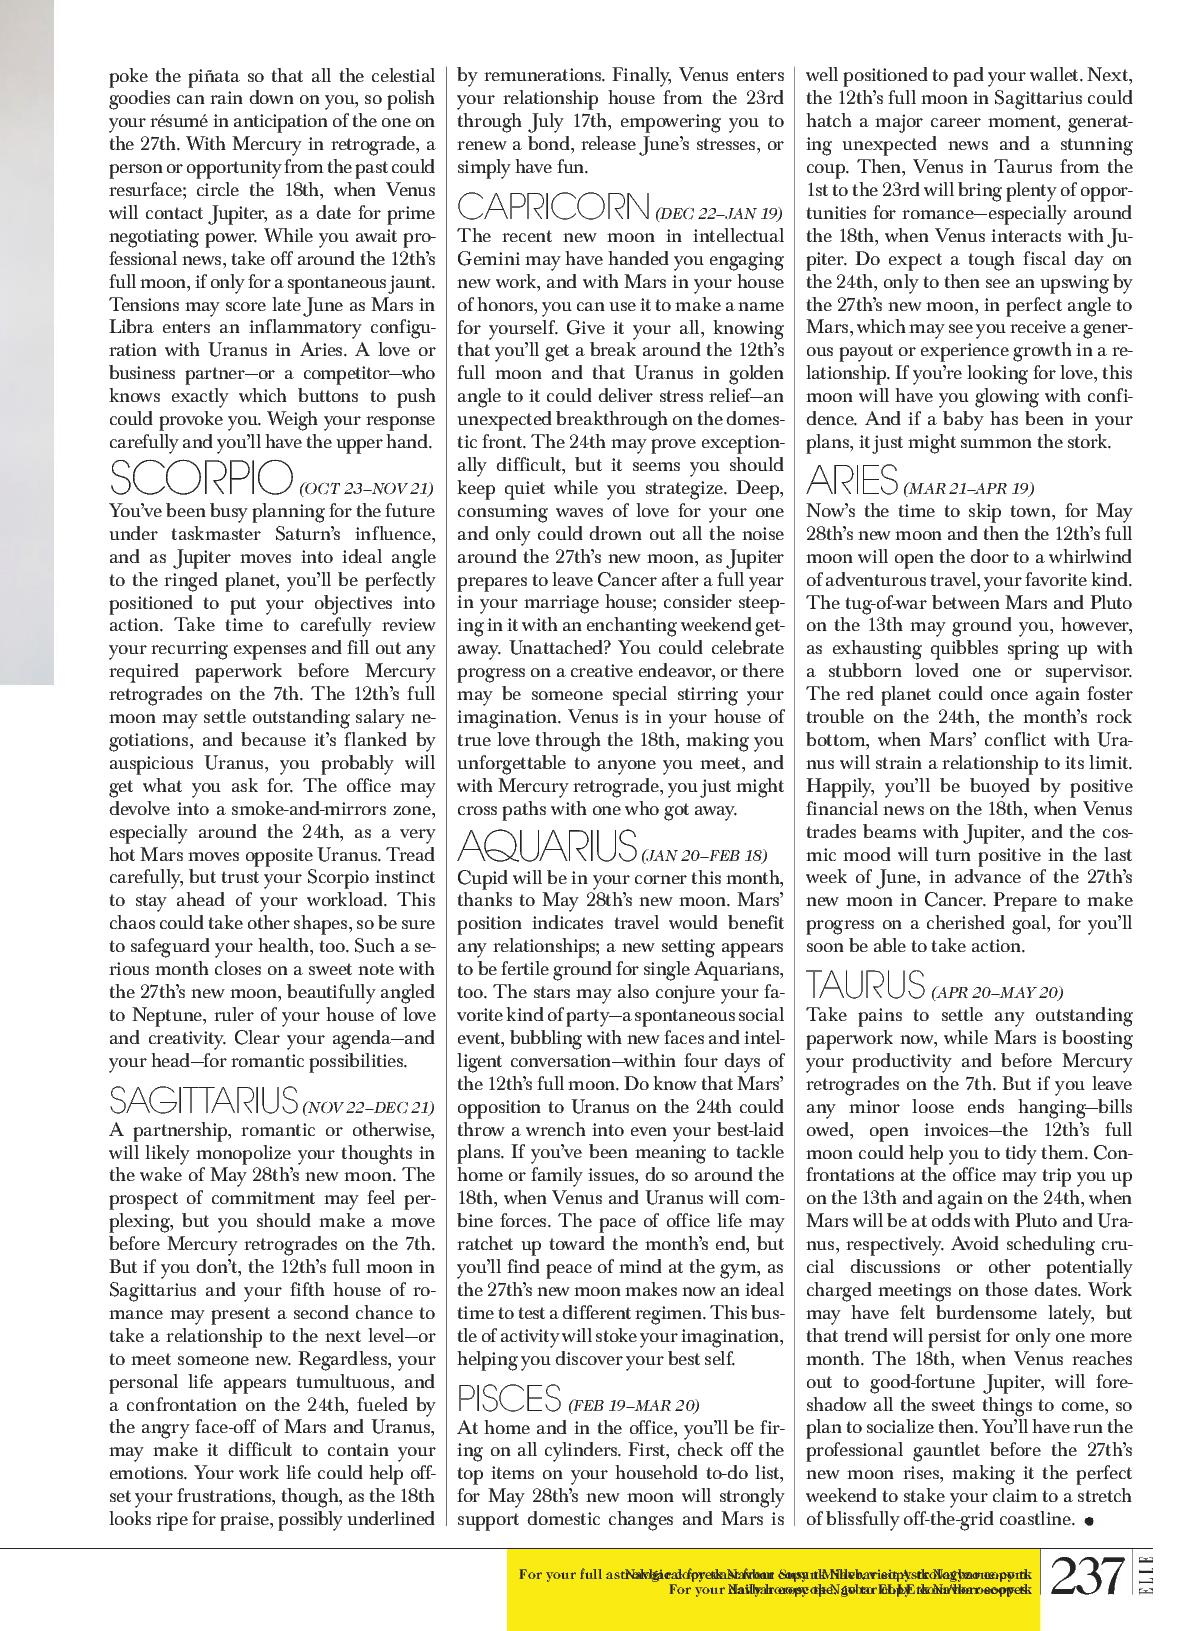 poke the piñata so that all the celestial
goodies can rain down on you, so polish
your résumé in anticipation of the one on
the 27th. With Mercury in retrograde, a
person or opportunity from the past could
resurface; circle the 18th, when Venus
will contact Jupiter, as a date for prime
negotiating power. While you await pro-
fessional news, take off around the 12th's
full moon, if only for a spontaneous jaunt.
Tensions may score late June as Mars in
Libra enters an inflammatory configu-
ration with Uranus in Aries. A love or
business partner—or a competitor—who
knows exactly which buttons to push
could provoke you. Weigh your response
carefully and you'll have the upper hand.
SCORPIO (OCT 23–NOV 21)
You've been busy planning for the future
under taskmaster Saturn's influence,
and as Jupiter moves into ideal angle
to the ringed planet, you'll be perfectly
positioned to put your objectives into
action. Take time to carefully review
your recurring expenses and fill out any
required paperwork before Mercury
retrogrades on the 7th. The 12th's full
moon may settle outstanding salary ne-
gotiations, and because it's flanked by
auspicious Uranus, you probably will
get what you ask for. The office may
devolve into a smoke-and-mirrors zone,
especially around the 24th, as a very
hot Mars moves opposite Uranus. Tread
carefully, but trust your Scorpio instinct
to stay ahead of your workload. This
chaos could take other shapes, so be sure
to safeguard your health, too. Such a se-
rious month closes on a sweet note with
the 27th's new moon, beautifully angled
to Neptune, ruler of your house of love
and creativity. Clear your agenda—and
your head—for romantic possibilities.
SAGITTARIUS (NOV 22–DEC 21)
A partnership, romantic or otherwise,
will likely monopolize your thoughts in
the wake of May 28th's new moon. The
prospect of commitment may feel per-
plexing, but you should make a move
before Mercury retrogrades on the 7th.
But if you don't, the 12th's full moon in
Sagittarius and your fifth house of ro-
mance may present a second chance to
take a relationship to the next level—or
to meet someone new. Regardless, your
personal life appears tumultuous, and
a confrontation on the 24th, fueled by
the angry face-off of Mars and Uranus,
may make it difficult to contain your
emotions. Your work life could help off-
set your frustrations, though, as the 18th
looks ripe for praise, possibly underlined
by remunerations. Finally, Venus enters
your relationship house from the 23rd
through July 17th, empowering you to
renew a bond, release June's stresses, or
simply have fun.
CAPRICORN (DEC 22–JAN 19)
The recent new moon in intellectual
Gemini may have handed you engaging
new work, and with Mars in your house
of honors, you can use it to make a name
for yourself. Give it your all, knowing
that you'll get a break around the 12th's
full moon and that Uranus in golden
angle to it could deliver stress relief—an
unexpected breakthrough on the domes-
tic front. The 24th may prove exception-
ally difficult, but it seems you should
keep quiet while you strategize. Deep,
consuming waves of love for your one
and only could drown out all the noise
around the 27th's new moon, as Jupiter
prepares to leave Cancer after a full year
in your marriage house; consider steep-
ing in it with an enchanting weekend get-
away. Unattached? You could celebrate
progress on a creative endeavor, or there
may be someone special stirring your
imagination. Venus is in your house of
true love through the 18th, making you
unforgettable to anyone you meet, and
with Mercury retrograde, you just might
cross paths with one who got away.
AQUARIUS (JAN 20–FEB 18)
Cupid will be in your corner this month,
thanks to May 28th's new moon. Mars'
position indicates travel would benefit
any relationships; a new setting appears
to be fertile ground for single Aquarians,
too. The stars may also conjure your fa-
vorite kind of party—a spontaneous social
event, bubbling with new faces and intel-
ligent conversation—within four days of
the 12th's full moon. Do know that Mars'
opposition to Uranus on the 24th could
throw a wrench into even your best-laid
plans. If you've been meaning to tackle
home or family issues, do so around the
18th, when Venus and Uranus will com-
bine forces. The pace of office life may
ratchet up toward the month's end, but
you'll find peace of mind at the gym, as
the 27th's new moon makes now an ideal
time to test a different regimen. This bus-
tle of activity will stoke your imagination,
helping you discover your best self.
PISCES (FEB 19–MAR 20)
At home and in the office, you'll be fir-
ing on all cylinders. First, check off the
top items on your household to-do list,
for May 28th's new moon will strongly
support domestic changes and Mars is
well positioned to pad your wallet. Next,
the 12th's full moon in Sagittarius could
hatch a major career moment, generat-
ing unexpected news and a stunning
coup. Then, Venus in Taurus from the
1st to the 23rd will bring plenty of oppor-
tunities for romance—especially around
the 18th, when Venus interacts with Ju-
piter. Do expect a tough fiscal day on
the 24th, only to then see an upswing by
the 27th's new moon, in perfect angle to
Mars, which may see you receive a gener-
ous payout or experience growth in a re-
lationship. If you're looking for love, this
moon will have you glowing with confi-
dence. And if a baby has been in your
plans, it just might summon the stork.
ARIES (MAR 21–APR 19)
Now's the time to skip town, for May
28th's new moon and then the 12th's full
moon will open the door to a whirlwind
of adventurous travel, your favorite kind.
The tug-of-war between Mars and Pluto
on the 13th may ground you, however,
as exhausting quibbles spring up with
a stubborn loved one or supervisor.
The red planet could once again foster
trouble on the 24th, the month's rock
bottom, when Mars' conflict with Ura-
nus will strain a relationship to its limit.
Happily, you'll be buoyed by positive
financial news on the 18th, when Venus
trades beams with Jupiter, and the cos-
mic mood will turn positive in the last
week of June, in advance of the 27th's
new moon in Cancer. Prepare to make
progress on a cherished goal, for you'll
soon be able to take action.
TAURUS (APR 20–MAY 20)
Take pains to settle any outstanding
paperwork now, while Mars is boosting
your productivity and before Mercury
retrogrades on the 7th. But if you leave
any minor loose ends hanging—bills
owed, open invoices—the 12th's full
moon could help you to tidy them. Con-
frontations at the office may trip you up
on the 13th and again on the 24th, when
Mars will be at odds with Pluto and Ura-
nus, respectively. Avoid scheduling cru-
cial discussions or other potentially
charged meetings on those dates. Work
may have felt burdensome lately, but
that trend will persist for only one more
month. The 18th, when Venus reaches
out to good-fortune Jupiter, will fore-
shadow all the sweet things to come, so
plan to socialize then. You'll have run the
professional gauntlet before the 27th's
new moon rises, making it the perfect
weekend to stake your claim to a stretch
of blissfully off-the-grid coastline. ●
For your full
For your
237
ELLE